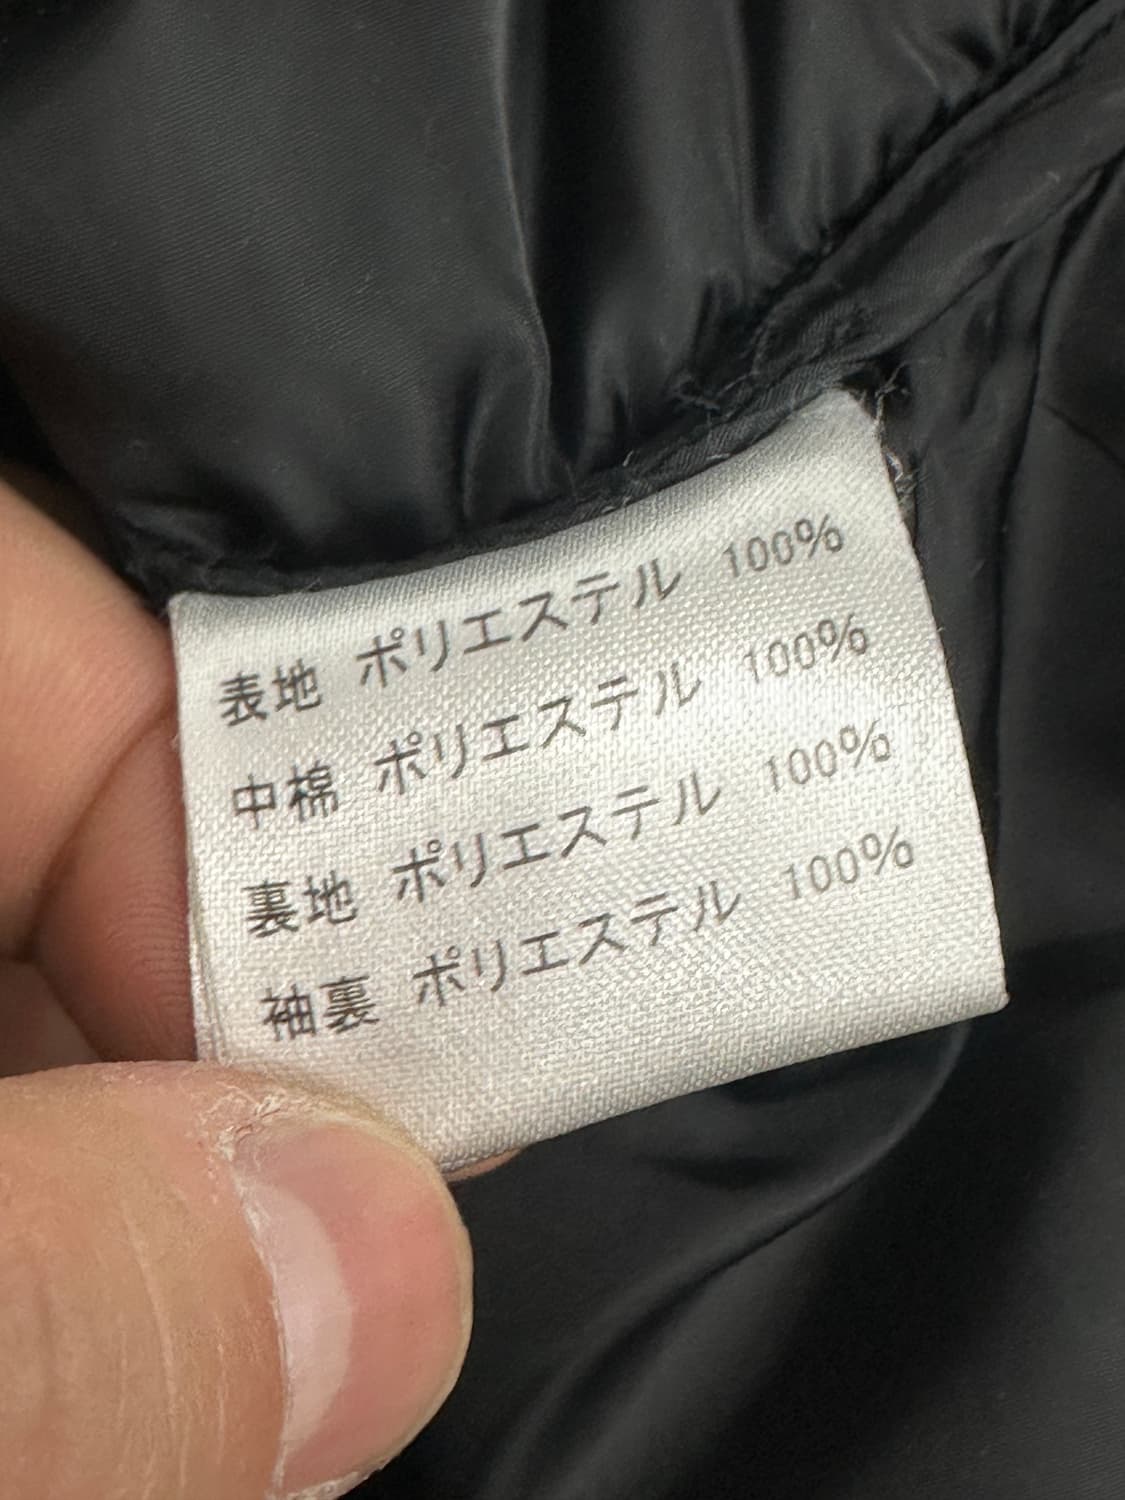 表地 ポリエステル 100%
中棉 ポリエステル 100%
裏地 ポリエステル 100%
袖裏 ポリエステル 100%